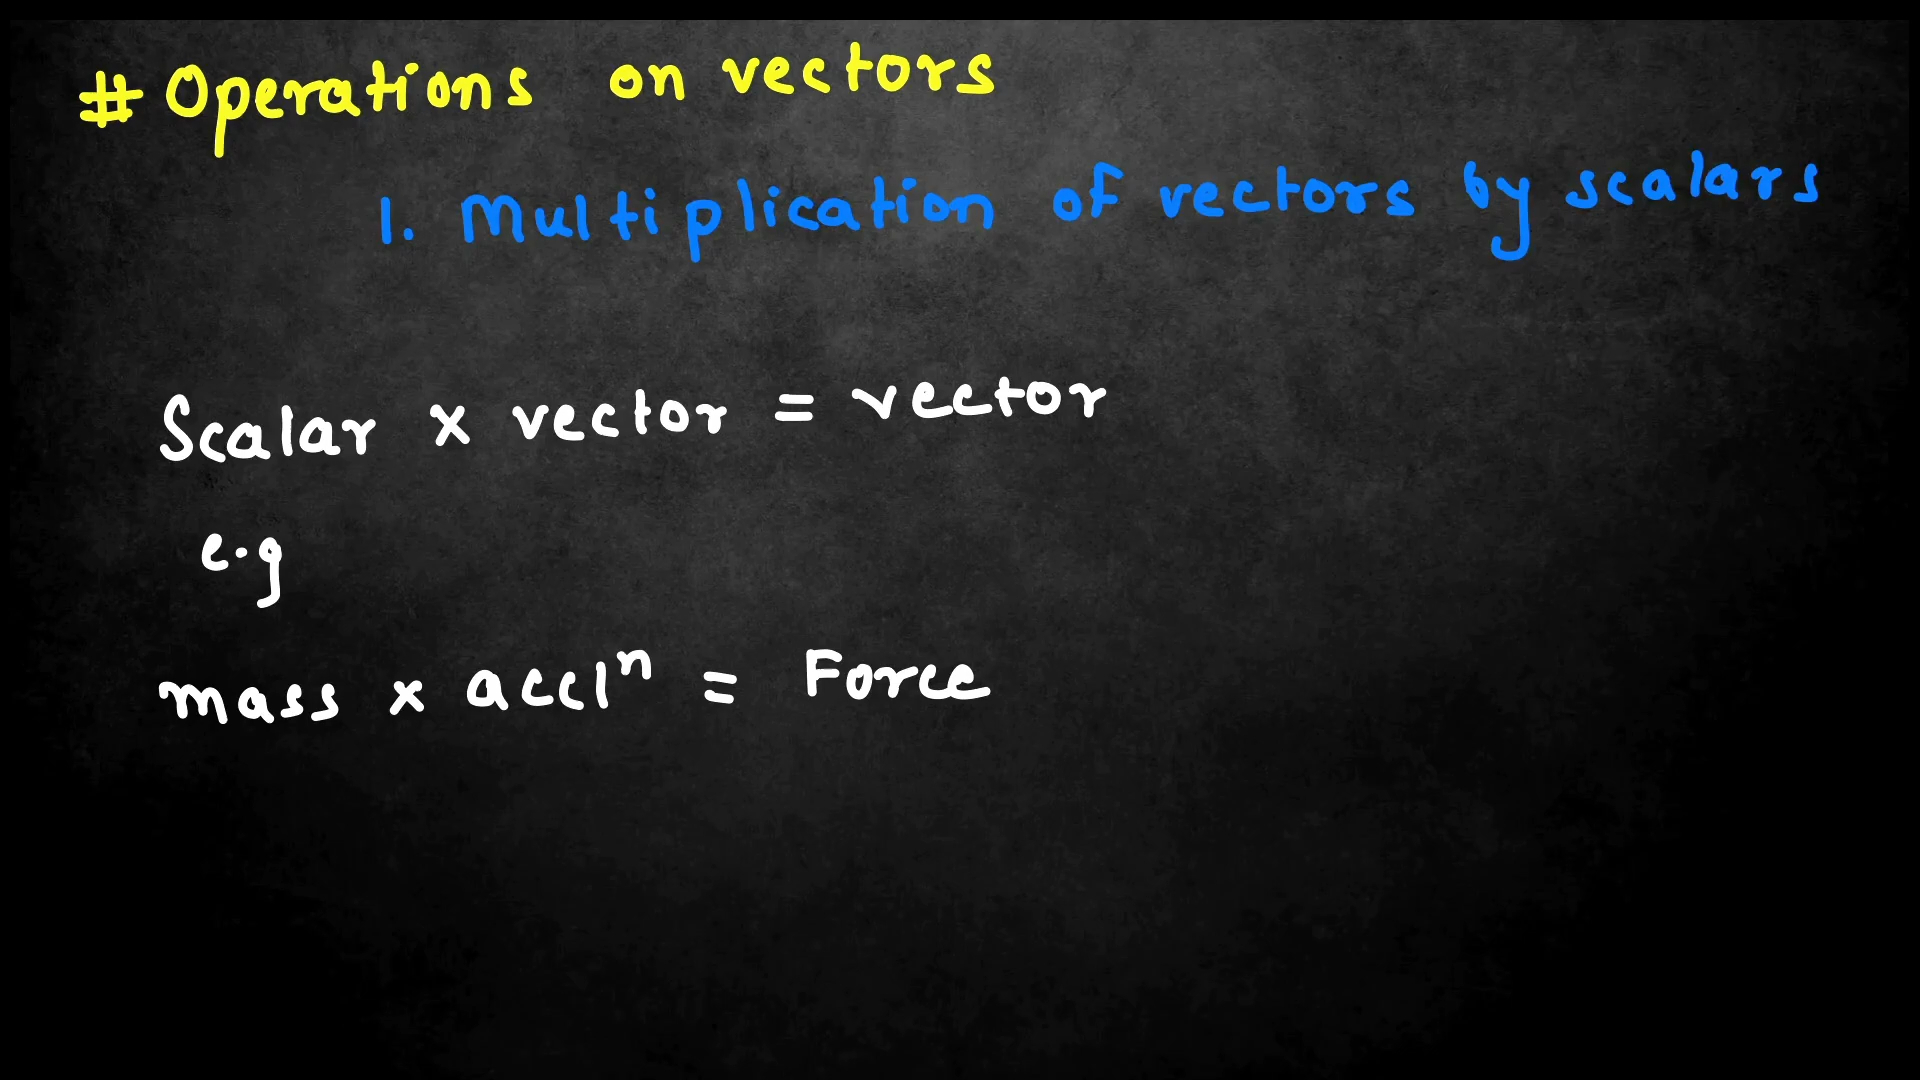 # Operations on vectors
1. Multiplication of vectors by scalars
Scalar x vector = vector
e.g
mass x acclⁿ = Force